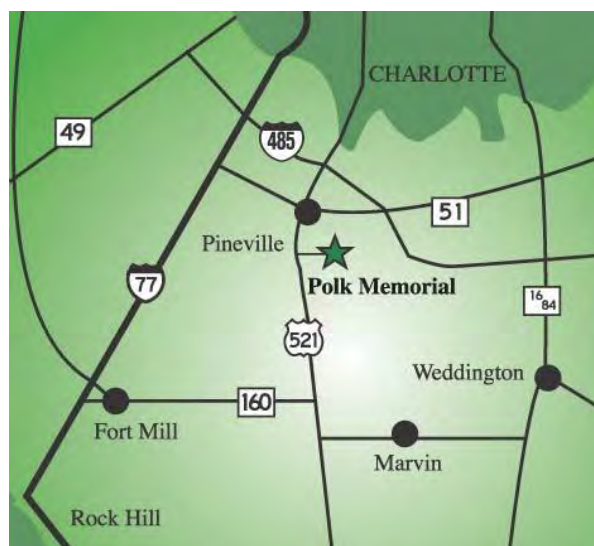 CHARLOTTE
49
485
51
Pineville
Polk Memorial
77
16
84
521
Weddington
160
Fort Mill
Marvin
Rock Hill